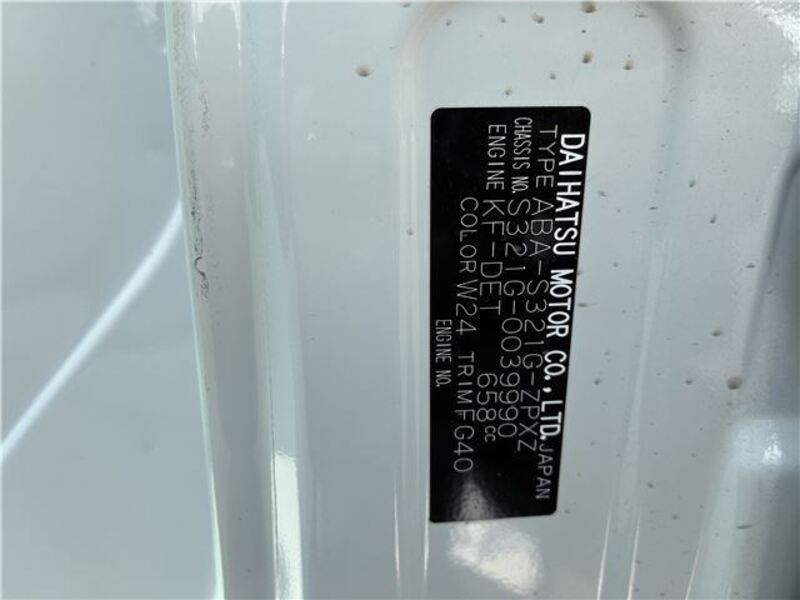 DAIHATSU MOTOR CO.,LTD. JAPAN
TYPE ABA-S321G-ZPXZ
CHASSIS NO. S321G-0039990
ENGINE KF-DET 658cc
COLOR W24 TRIM FG40
ENGINE NO.